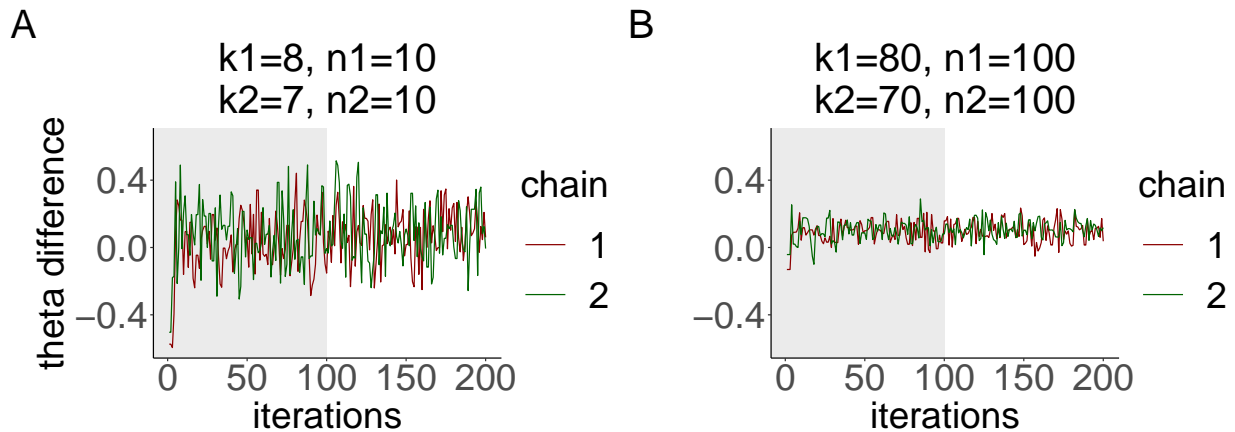 A
k1=8, n1=10
k2=7, n2=10
theta difference
0.4
0.0
−0.4
0 50 100 150 200
iterations
chain
1
2
B
k1=80, n1=100
k2=70, n2=100
0.4
0.0
−0.4
0 50 100 150 200
iterations
chain
1
2